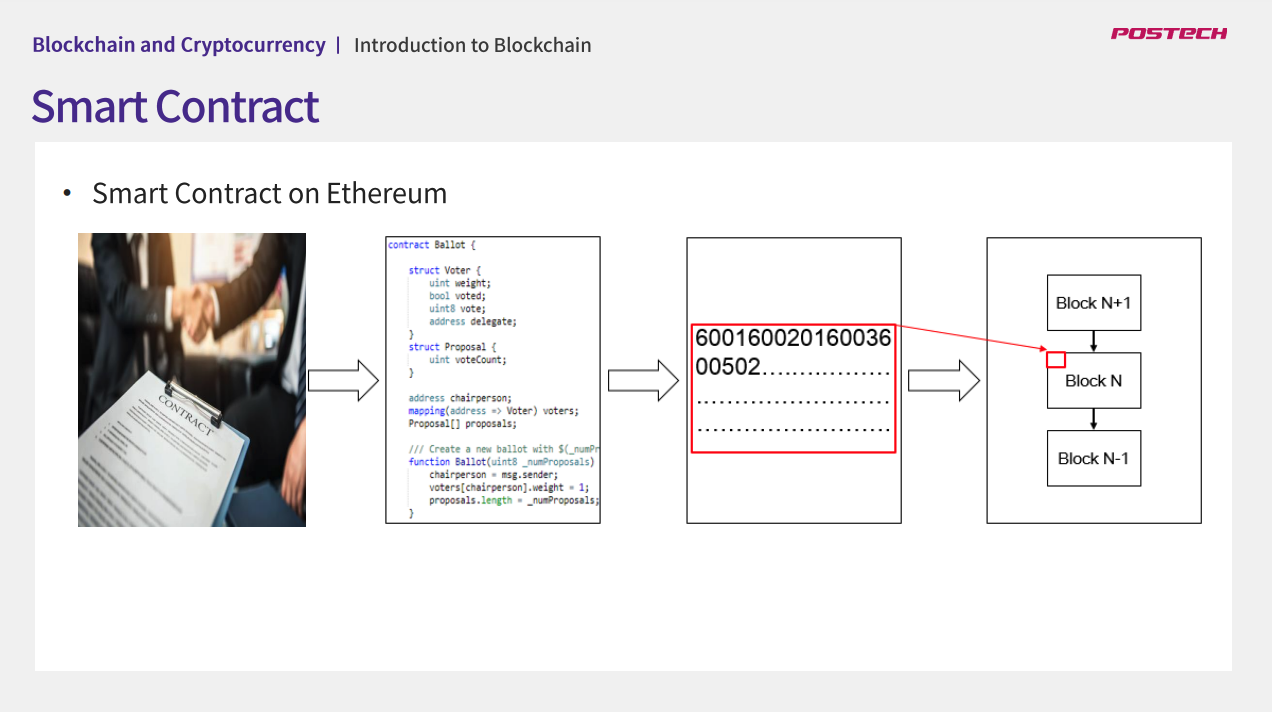 Blockchain and Cryptocurrency | Introduction to Blockchain
POSTECH
Smart Contract
• Smart Contract on Ethereum
CONTRACT
contract Ballot {
struct Voter {
uint weight;
bool voted;
uint8 vote;
address delegate;
}
struct Proposal {
uint voteCount;
}
address chairperson;
mapping(address => Voter) voters;
Proposal[] proposals;
/// Create a new ballot with $(_numPr
function Ballot(uint8 _numProposals)
chairperson = msg.sender;
voters[chairperson].weight = 1;
proposals.length = _numProposals;
}
600160020160036
00502.................
..........................
..........................
Block N+1
Block N
Block N-1